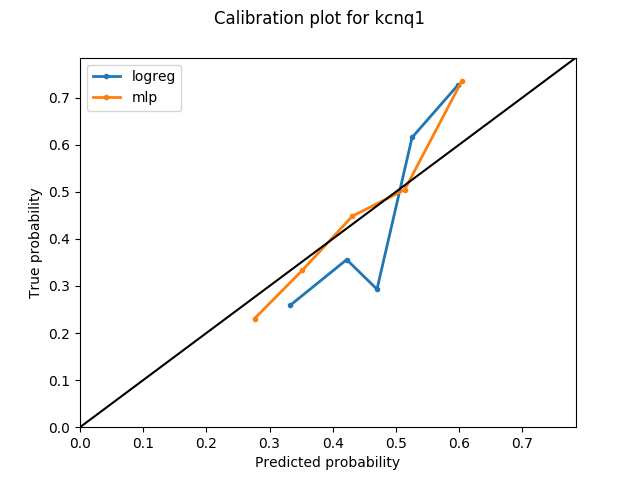 Calibration plot for kcnq1
logreg
mlp
True probability
0.7
0.6
0.5
0.4
0.3
0.2
0.1
0.0
0.0 0.1 0.2 0.3 0.4 0.5 0.6 0.7
Predicted probability